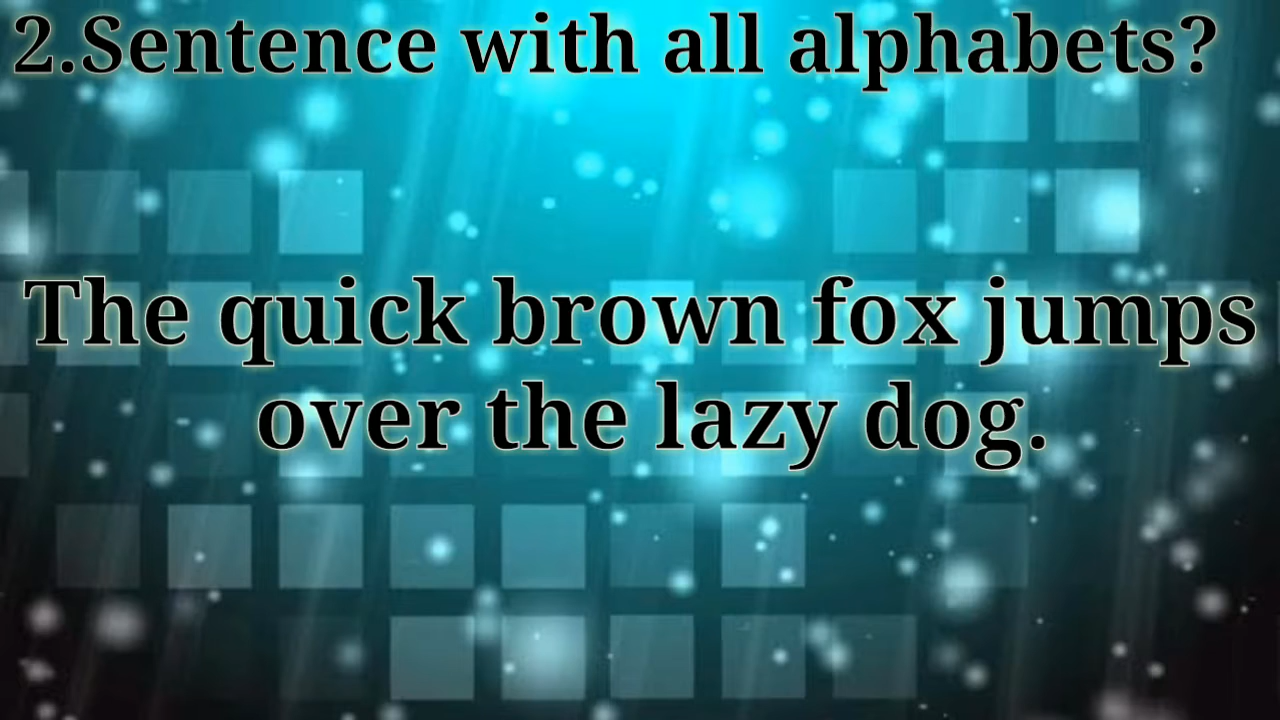 2.Sentence with all alphabets?
The quick brown fox jumps
over the lazy dog.